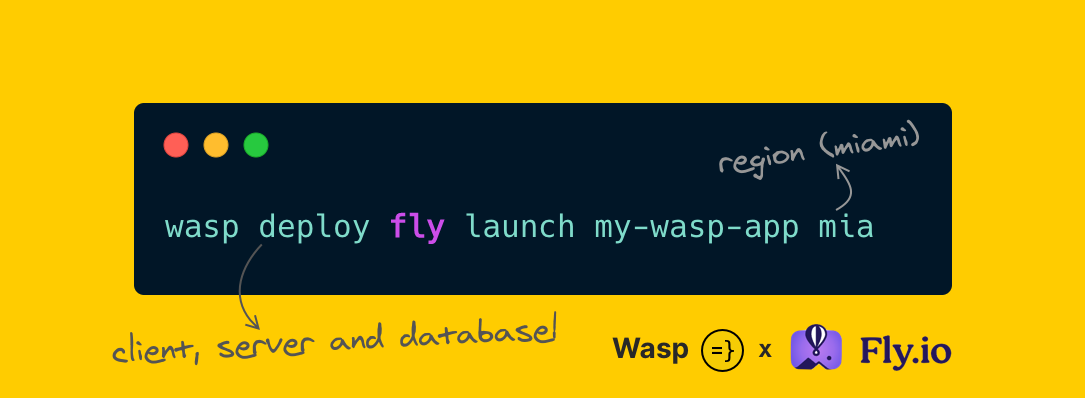 region (miami)
wasp deploy fly launch my-wasp-app mia
client, server and database!
Wasp =} x Fly.io